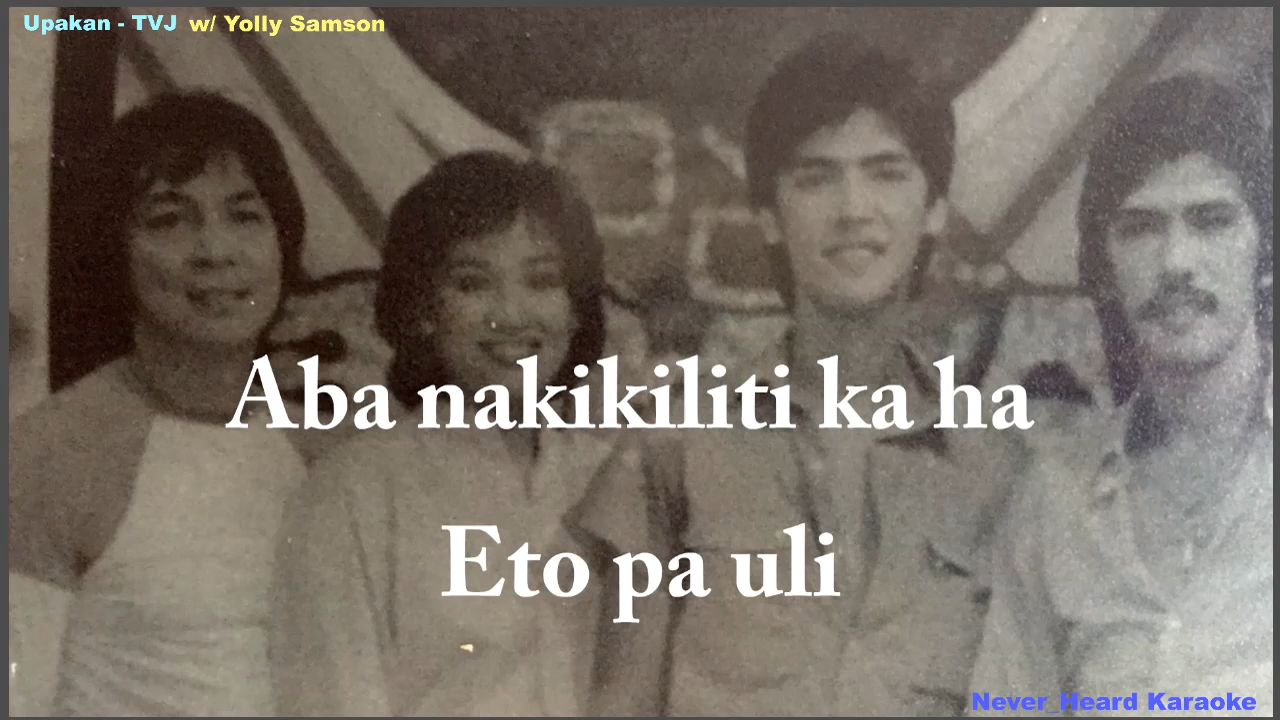 Upakan - TVJ w/ Yolly Samson
Aba nakikiliti ka ha
Eto pa uli
Never_Heard Karaoke